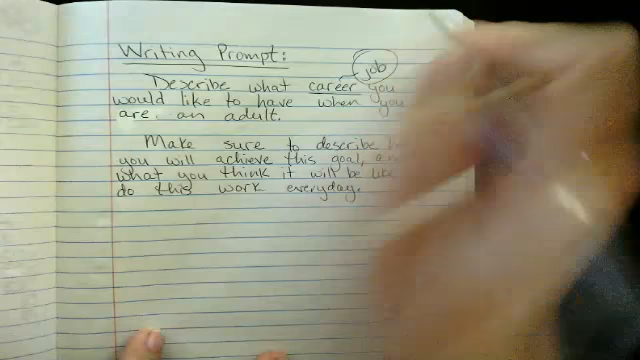 Writing Prompt:
job
Describe what career you
would like to have when you
are an adult.
Make sure to describe
you will achieve this goal,
what you think it will be like
do this work everyday.